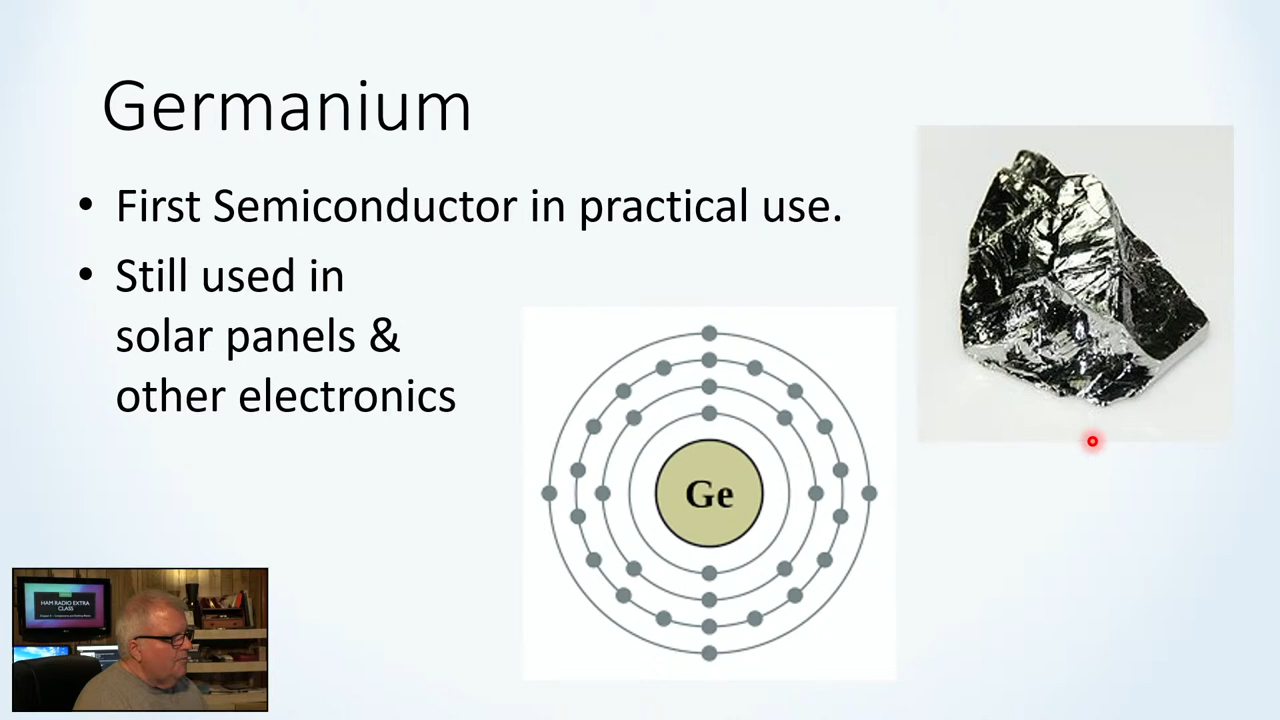 Germanium
• First Semiconductor in practical use.
• Still used in
solar panels &
other electronics
Ge
HAM RADIO EXTRA
CLASS